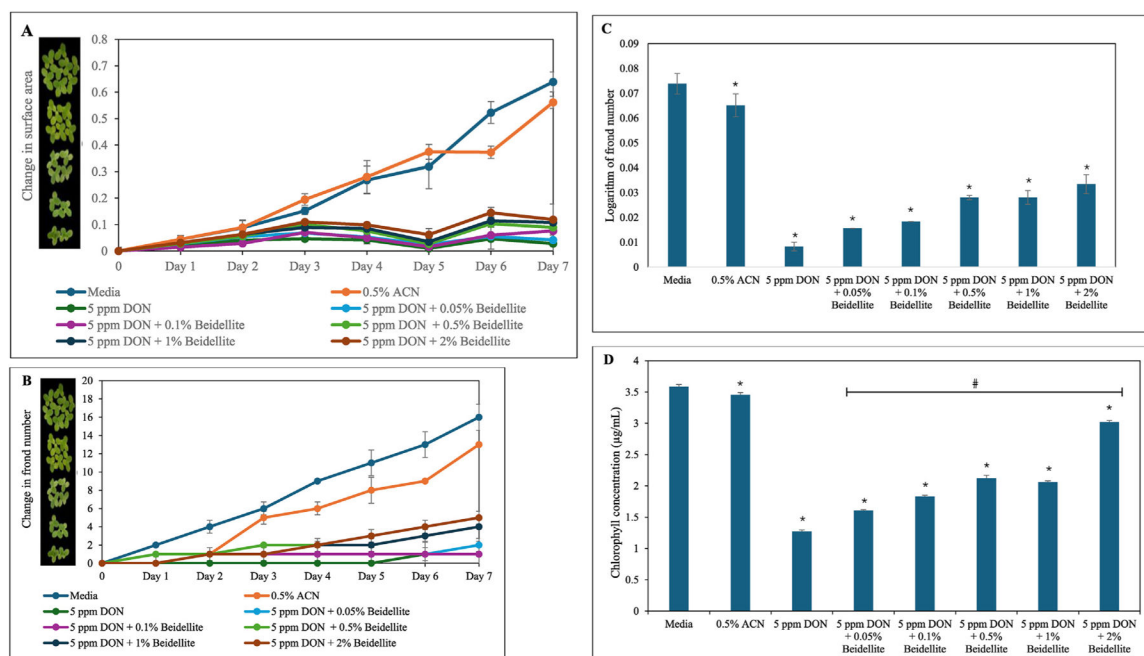 A
Change in surface area
0.8
0.7
0.6
0.5
0.4
0.3
0.2
0.1
0
0 Day 1 Day 2 Day 3 Day 4 Day 5 Day 6 Day 7
Media 0.5% ACN
5 ppm DON 5 ppm DON + 0.05% Beidellite
5 ppm DON + 0.1% Beidellite 5 ppm DON + 0.5% Beidellite
5 ppm DON + 1% Beidellite 5 ppm DON + 2% Beidellite
B
Change in frond number
20
18
16
14
12
10
8
6
4
2
0
0 Day 1 Day 2 Day 3 Day 4 Day 5 Day 6 Day 7
Media 0.5% ACN
5 ppm DON 5 ppm DON + 0.05% Beidellite
5 ppm DON + 0.1% Beidellite 5 ppm DON + 0.5% Beidellite
5 ppm DON + 1% Beidellite 5 ppm DON + 2% Beidellite
C
Logarithm of frond number
0.09
0.08
0.07
0.06
0.05
0.04
0.03
0.02
0.01
0
* * * * * * *
Media 0.5% ACN 5 ppm DON 5 ppm DON 5 ppm DON 5 ppm DON 5 ppm DON 5 ppm DON
+ 0.05% + 0.1% + 0.5% + 1% + 2%
Beidellite Beidellite Beidellite Beidellite Beidellite
D
Chlorophyll concentration (µg/mL)
4
3.5
3
2.5
2
1.5
1
0.5
0
#
* * * * * * *
Media 0.5% ACN 5 ppm DON 5 ppm DON 5 ppm DON 5 ppm DON 5 ppm DON 5 ppm DON
+ 0.05% + 0.1% + 0.5% + 1% + 2%
Beidellite Beidellite Beidellite Beidellite Beidellite